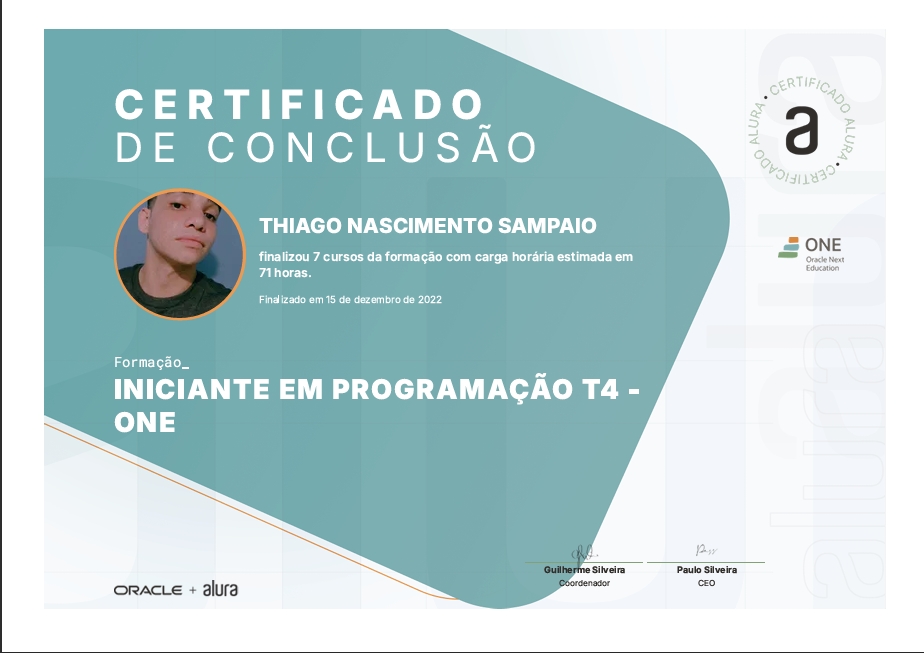 CERTIFICADO
DE CONCLUSÃO
CERTIFICADO ALURA • CERTIFICADO ALURA •
a
THIAGO NASCIMENTO SAMPAIO
finalizou 7 cursos da formação com carga horária estimada em
71 horas.
Finalizado em 15 de dezembro de 2022
ONE
Oracle Next
Education
Formação_
INICIANTE EM PROGRAMAÇÃO T4 -
ONE
Guilherme Silveira
Coordenador
Paulo Silveira
CEO
ORACLE + alura
alura
alura